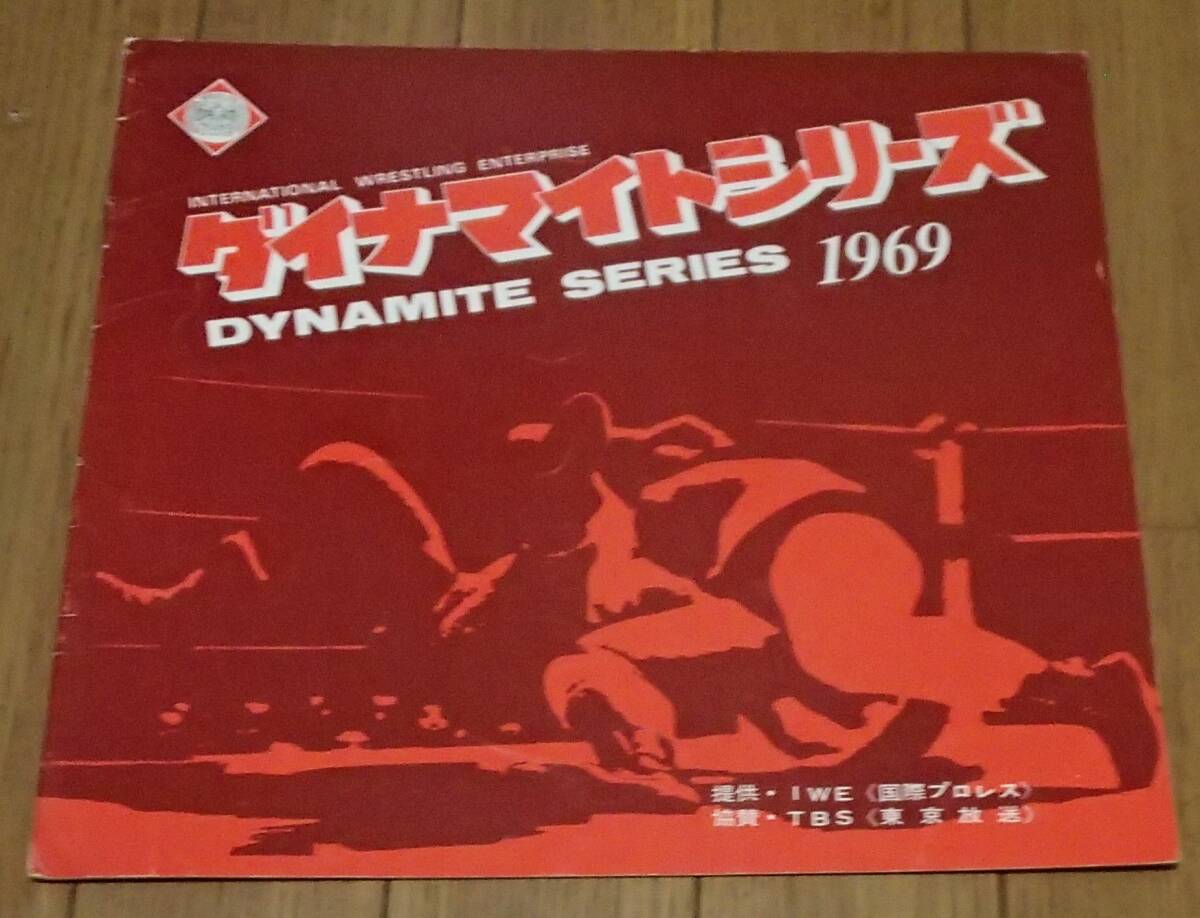 INTERNATIONAL WRESTLING ENTERPRISE
ダイナマイトシリーズ
DYNAMITE SERIES 1969
提供・IWE《国際プロレス》
協賛・TBS《東京放送》